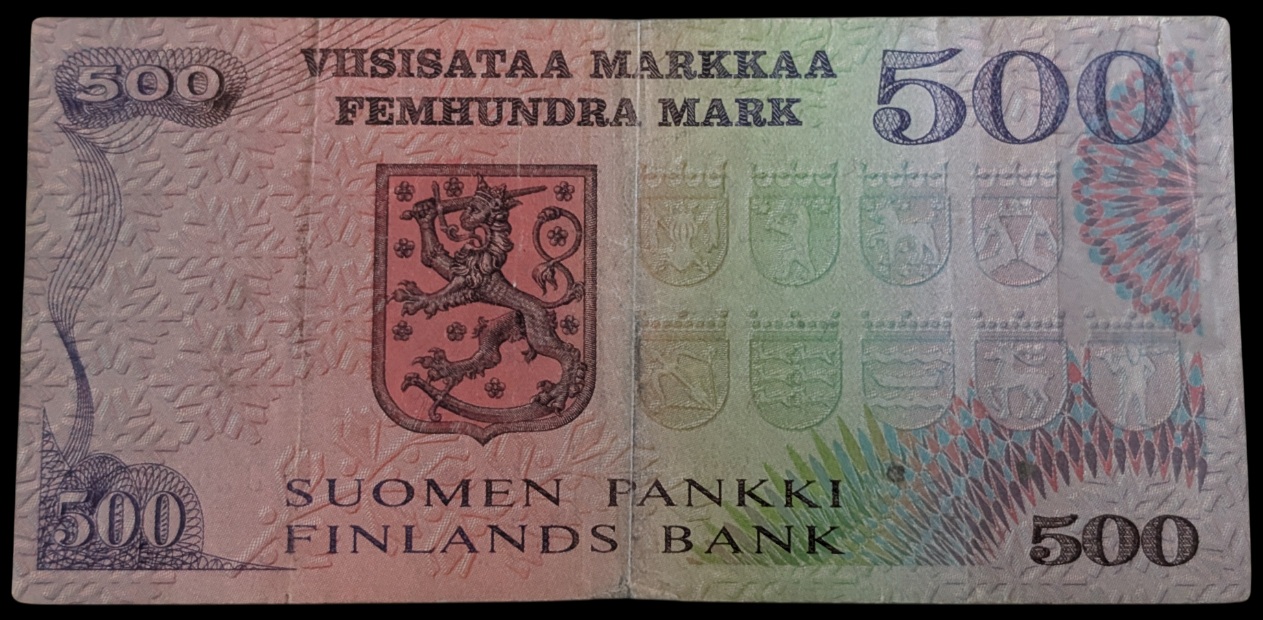 500
VIISISATAA MARKKAA
FEMHUNDRA MARK
500
SUOMEN PANKKI
FINLANDS BANK
500
500